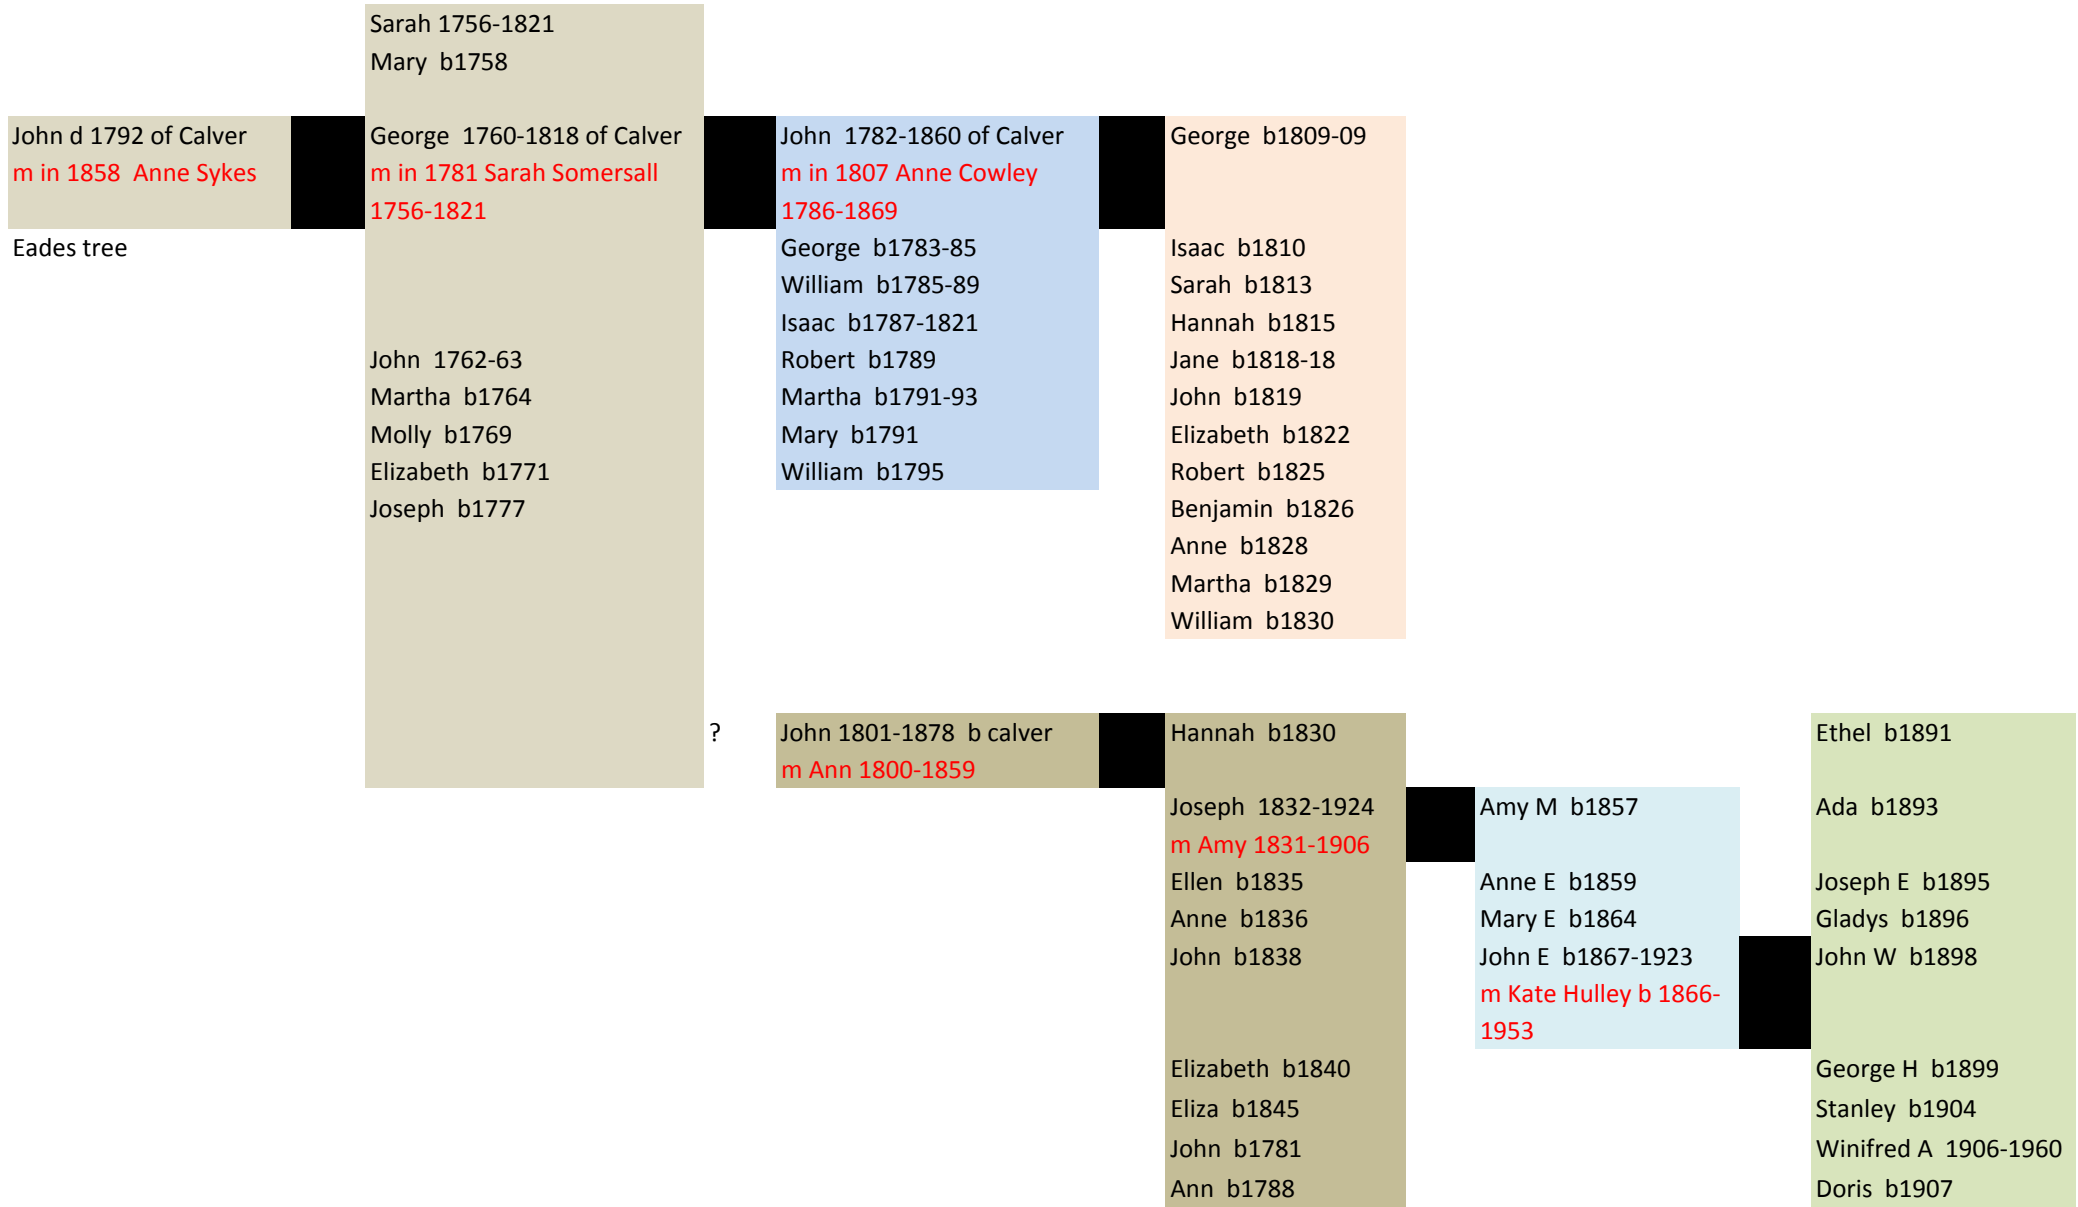 Sarah 1756-1821
Mary b1758
John d 1792 of Calver
m in 1858 Anne Sykes
Eades tree
George 1760-1818 of Calver
m in 1781 Sarah Somersall
1756-1821
John 1762-63
Martha b1764
Molly b1769
Elizabeth b1771
Joseph b1777
John 1782-1860 of Calver
m in 1807 Anne Cowley
1786-1869
George b1783-85
William b1785-89
Isaac b1787-1821
Robert b1789
Martha b1791-93
Mary b1791
William b1795
George b1809-09
Isaac b1810
Sarah b1813
Hannah b1815
Jane b1818-18
John b1819
Elizabeth b1822
Robert b1825
Benjamin b1826
Anne b1828
Martha b1829
William b1830
?
John 1801-1878 b calver
m Ann 1800-1859
Hannah b1830
Joseph 1832-1924
m Amy 1831-1906
Ellen b1835
Anne b1836
John b1838
Elizabeth b1840
Eliza b1845
John b1781
Ann b1788
Amy M b1857
Anne E b1859
Mary E b1864
John E b1867-1923
m Kate Hulley b 1866-
1953
Ethel b1891
Ada b1893
Joseph E b1895
Gladys b1896
John W b1898
George H b1899
Stanley b1904
Winifred A 1906-1960
Doris b1907